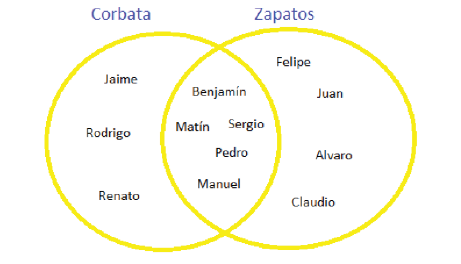 Corbata Zapatos
Felipe
Jaime
Benjamín
Juan
Matín
Sergio
Rodrigo
Pedro
Alvaro
Manuel
Renato
Claudio